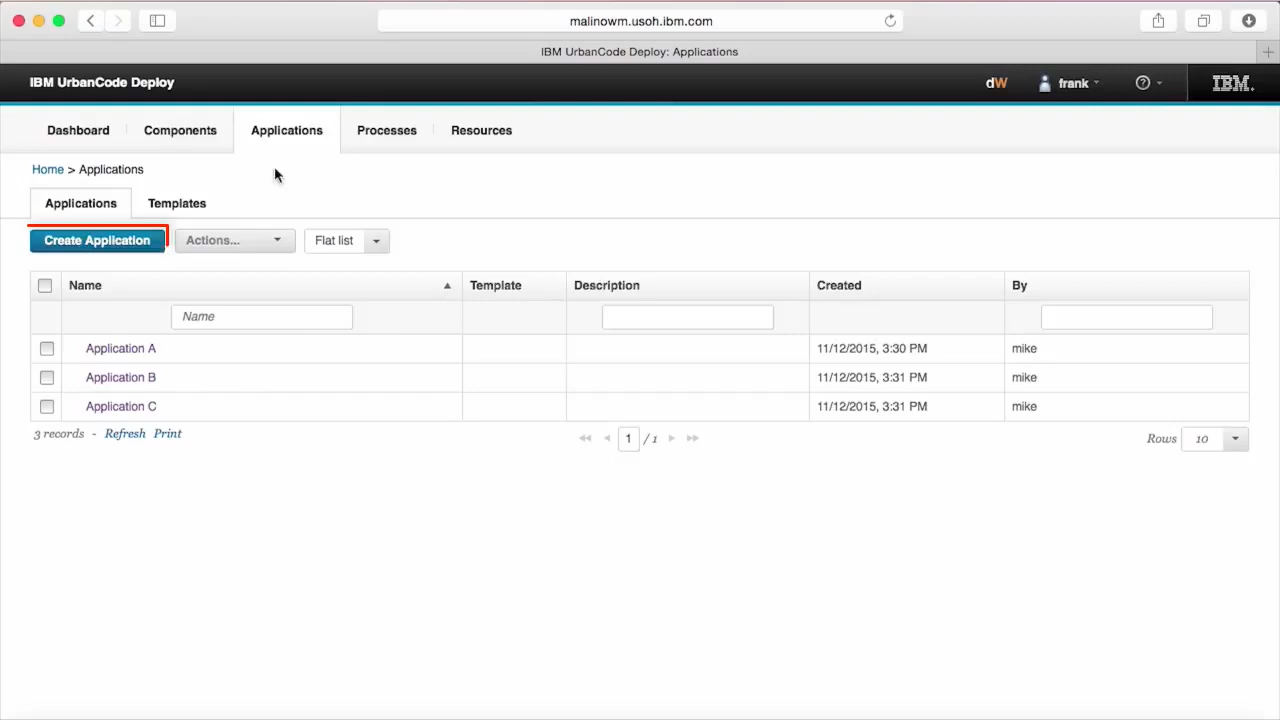 malinowm.usoh.ibm.com
IBM UrbanCode Deploy: Applications
IBM UrbanCode Deploy dW frank IBM.
Dashboard Components Applications Processes Resources
Home > Applications
Applications Templates
Create Application Actions... Flat list
Name Template Description Created By
Name
Application A 11/12/2015, 3:30 PM mike
Application B 11/12/2015, 3:31 PM mike
Application C 11/12/2015, 3:31 PM mike
3 records - Refresh Print 1 / 1 Rows 10